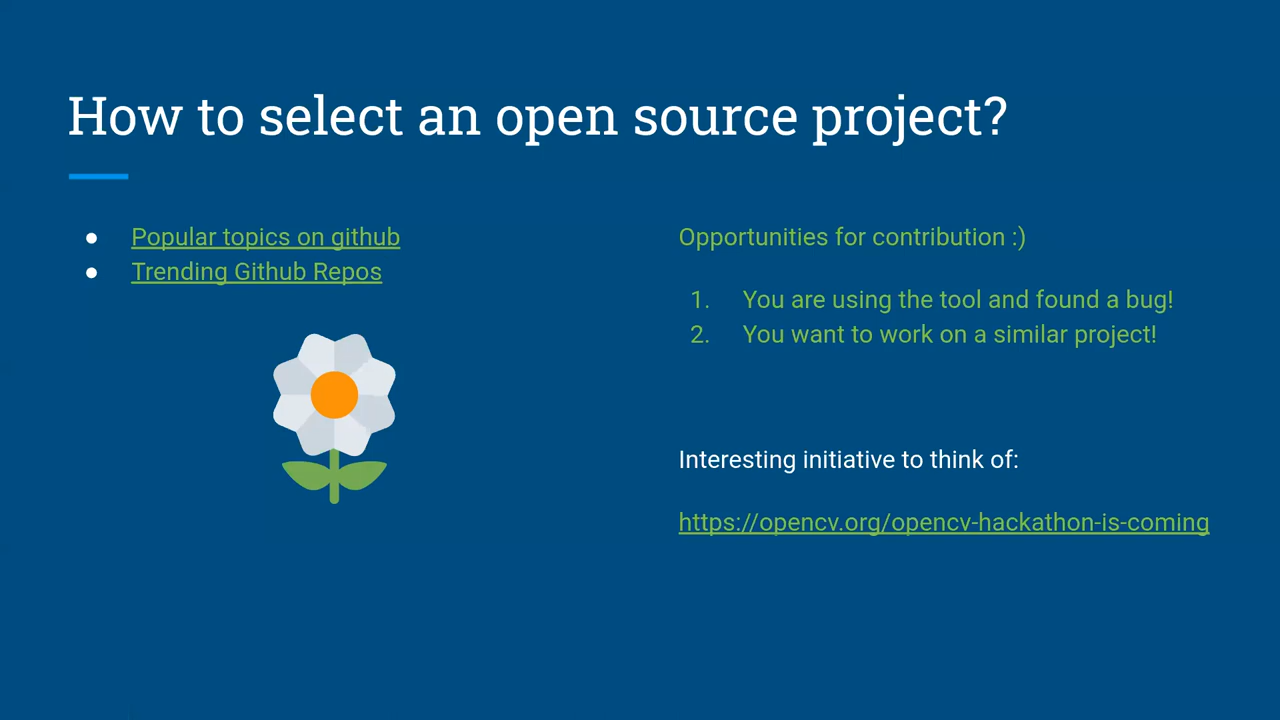 How to select an open source project?
● Popular topics on github
● Trending Github Repos
Opportunities for contribution :)
1. You are using the tool and found a bug!
2. You want to work on a similar project!
Interesting initiative to think of:
https://opencv.org/opencv-hackathon-is-coming